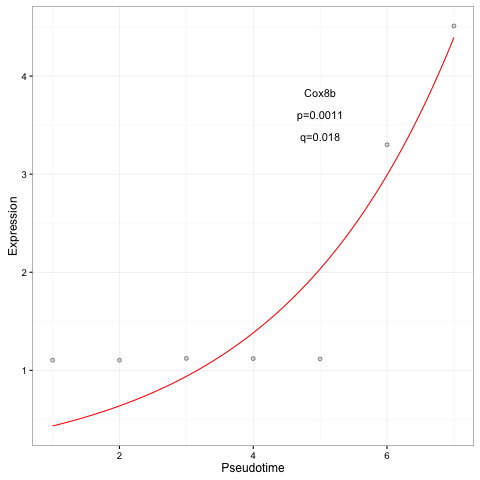 Cox8b
p=0.0011
q=0.018
Expression
4
3
2
1
2
4
6
Pseudotime